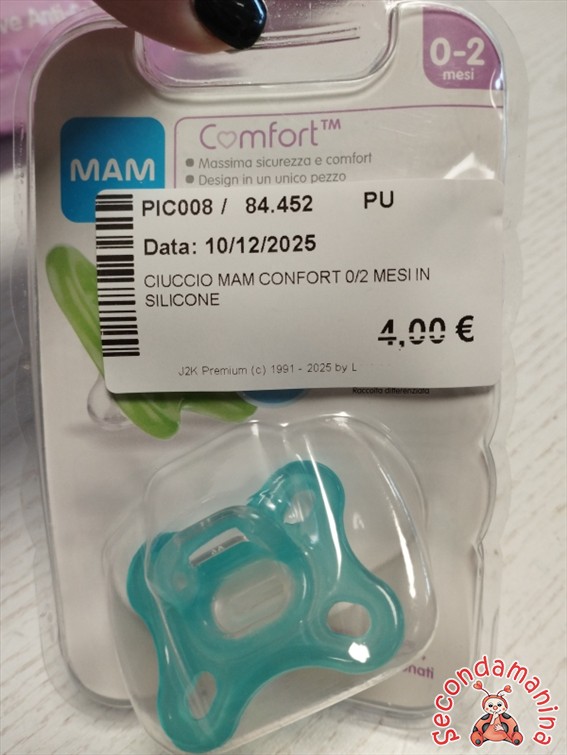 0-2
mesi
MAM
Comfort™
Massima sicurezza e comfort
Design in un unico pezzo
PIC008 / 84.452 PU
Data: 10/12/2025
CIUCCIO MAM CONFORT 0/2 MESI IN
SILICONE
4,00 €
J2K Premium (c) 1991 - 2025 by L
Raccolta differenziata
Secondamanina